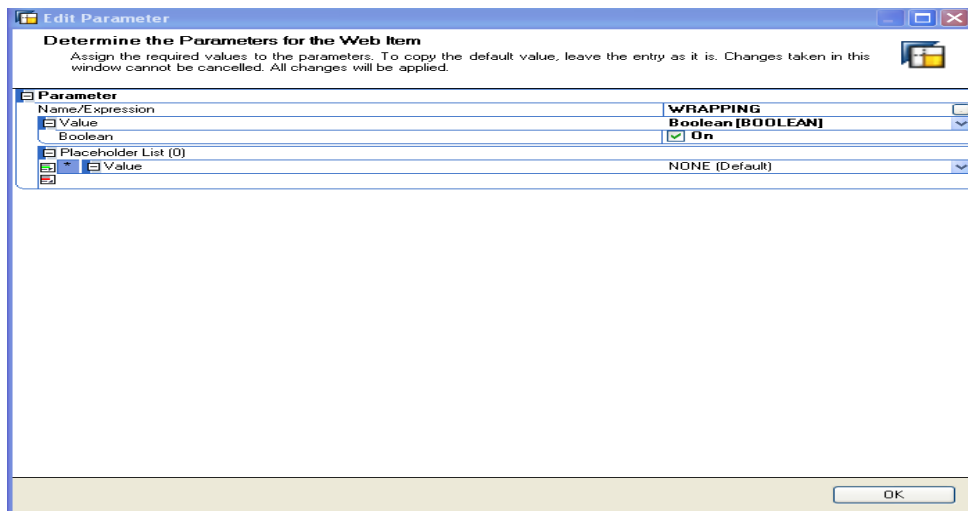 Edit Parameter
Determine the Parameters for the Web Item
Assign the required values to the parameters. To copy the default value, leave the entry as it is. Changes taken in this
window cannot be cancelled. All changes will be applied.
Parameter
Name/Expression WRAPPING
Value Boolean [BOOLEAN]
Boolean On
Placeholder List (0)
* Value NONE (Default)
OK